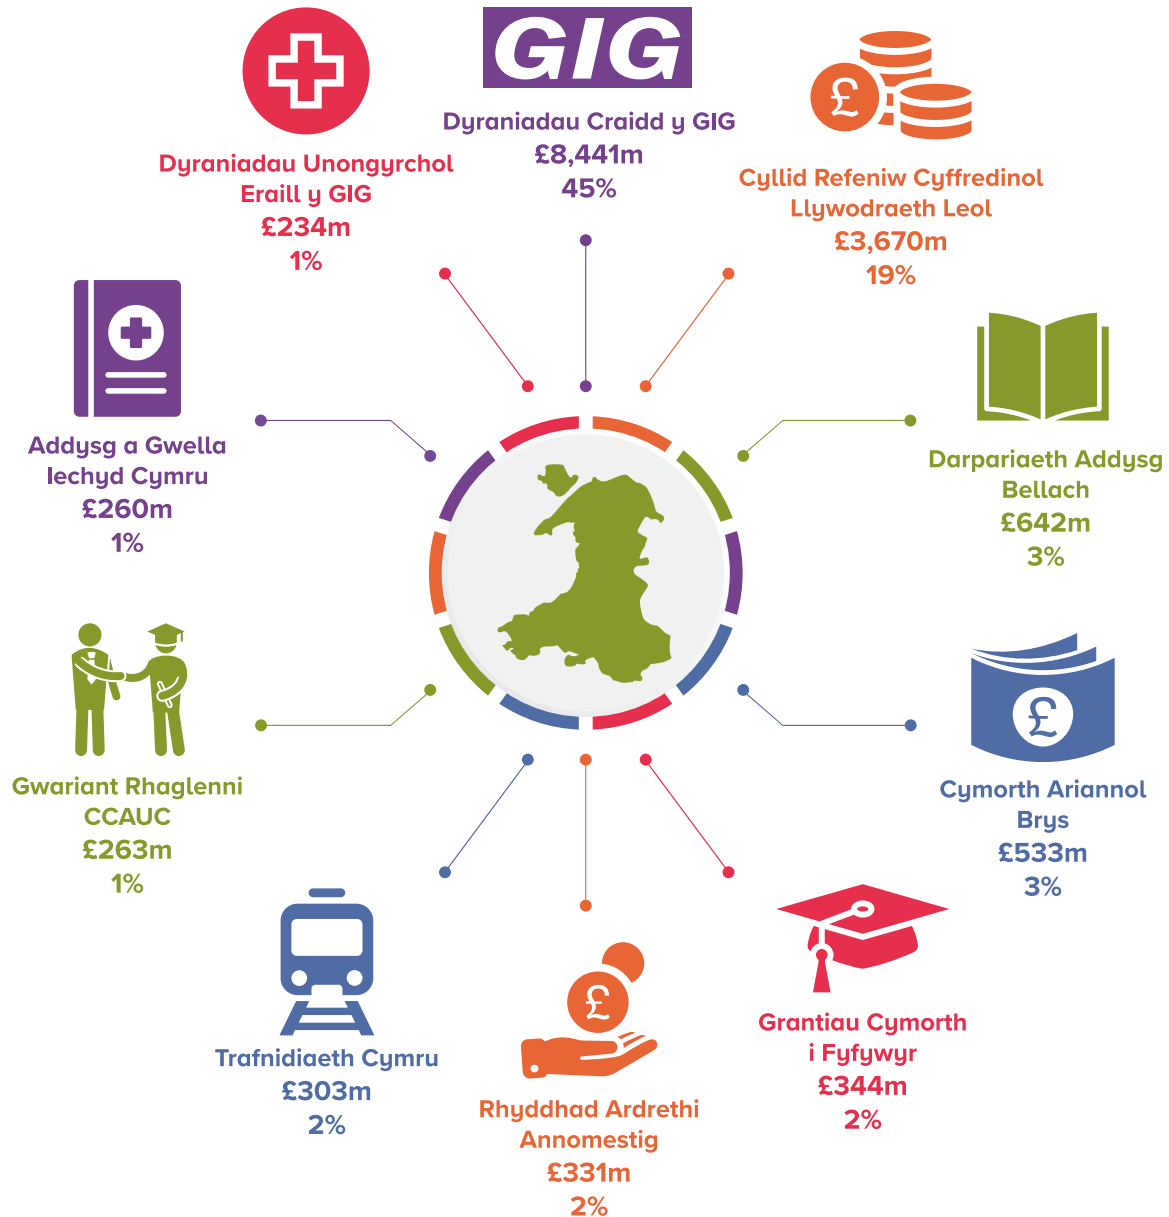 GIG
Dyraniadau Craidd y GIG
£8,441m
45%
£
Cyllid Refeniw Cyffredinol
Llywodraeth Leol
£3,670m
19%
Darpariaeth Addysg
Bellach
£642m
3%
£
Cymorth Ariannol
Brys
£533m
3%
Grantiau Cymorth
i Fyfywyr
£344m
2%
£
Rhyddhad Ardrethi
Annomestig
£331m
2%
Trafnidiaeth Cymru
£303m
2%
Gwariant Rhaglenni
CCAUC
£263m
1%
Addysg a Gwella
Iechyd Cymru
£260m
1%
Dyraniadau Unongyrchol
Eraill y GIG
£234m
1%